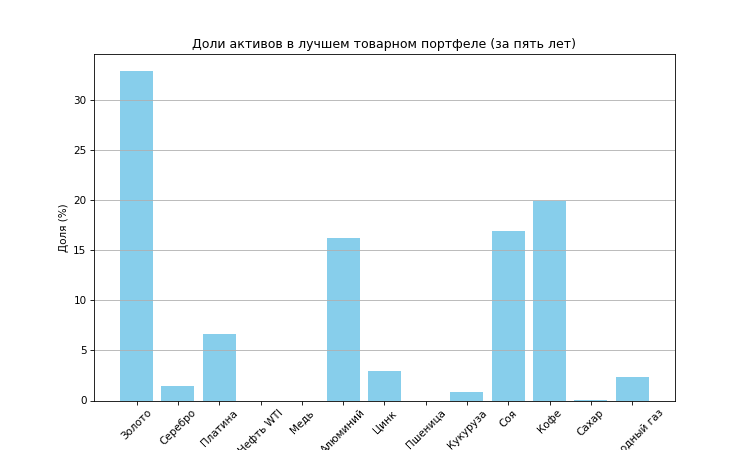 Доли активов в лучшем товарном портфеле (за пять лет)
Доля (%)
30
25
20
15
10
5
0
Золото
Серебро
Платина
Нефть WTI
Медь
Алюминий
Цинк
Пшеница
Кукуруза
Соя
Кофе
Сахар
газ